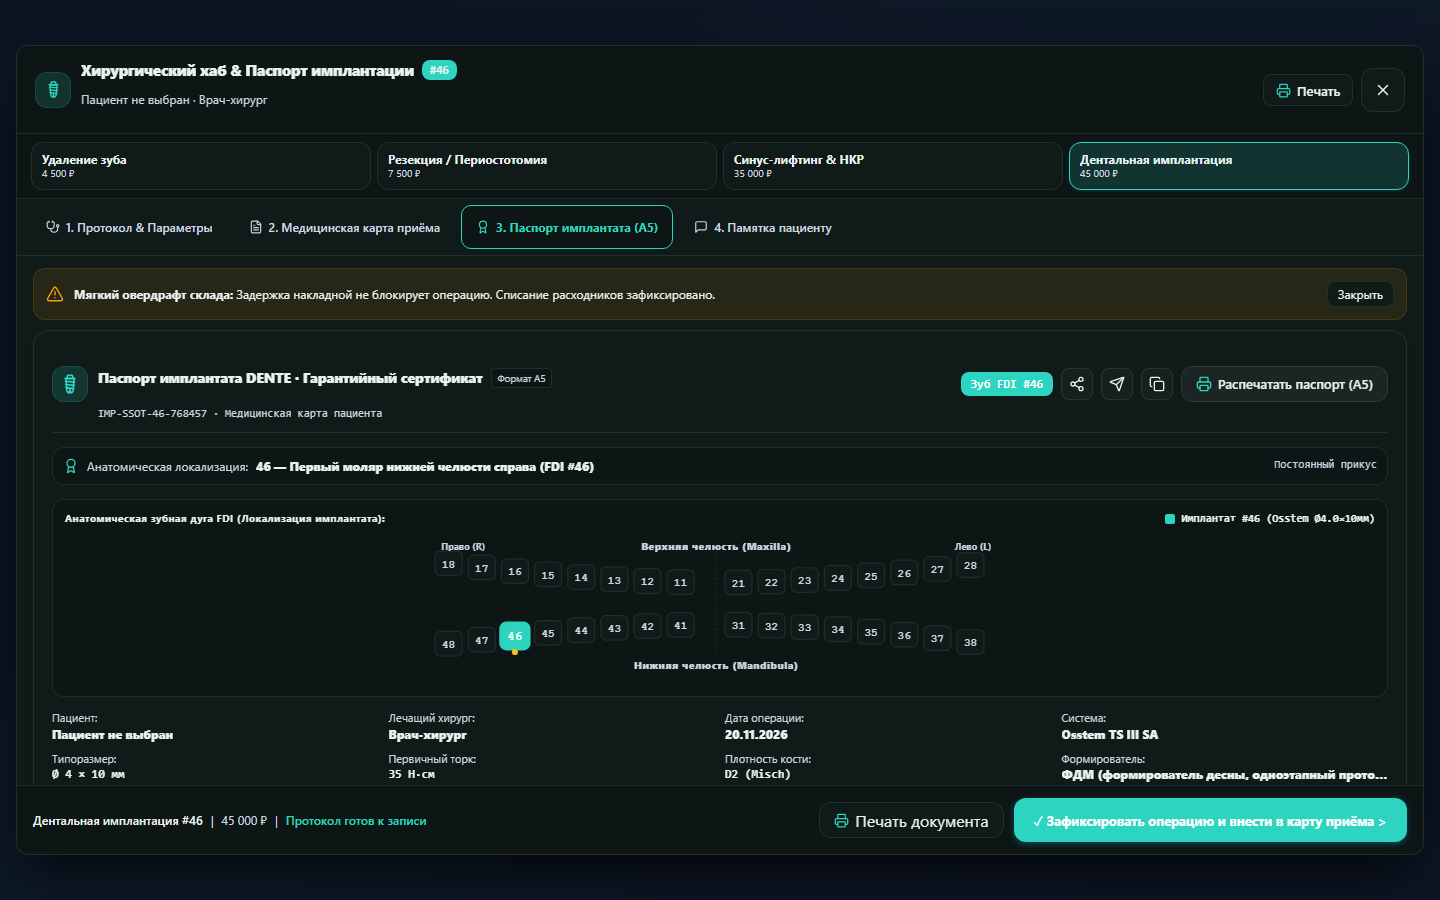 Хирургический хаб & Паспорт имплантации #46
Пациент не выбран · Врач-хирург
Печать
Удаление зуба
4 500 ₽
Резекция / Периостотомия
7 500 ₽
Синус-лифтинг & НКР
35 000 ₽
Дентальная имплантация
45 000 ₽
1. Протокол & Параметры
2. Медицинская карта приёма
3. Паспорт имплантата (А5)
4. Памятка пациенту
Мягкий овердрафт склада: Задержка накладной не блокирует операцию. Списание расходников зафиксировано.
Закрыть
Паспорт имплантата DENTE · Гарантийный сертификат
Формат А5
Зуб FDI #46
Распечатать паспорт (А5)
IMP-SSOT-46-768457 · Медицинская карта пациента
Анатомическая локализация: 46 — Первый моляр нижней челюсти справа (FDI #46)
Постоянный прикус
Анатомическая зубная дуга FDI (Локализация имплантата):
Имплантат #46 (Osstem Ø4.0×10мм)
Право (R)
Верхняя челюсть (Maxilla)
Лево (L)
18 17 16 15 14 13 12 11 21 22 23 24 25 26 27 28
48 47 46 45 44 43 42 41 31 32 33 34 35 36 37 38
Нижняя челюсть (Mandibula)
Пациент:
Пациент не выбран
Лечащий хирург:
Врач-хирург
Дата операции:
20.11.2026
Система:
Osstem TS III SA
Типоразмер:
Ø 4 × 10 мм
Первичный торк:
35 Н·см
Плотность кости:
D2 (Misch)
Формирователь:
ФДМ (формирователь десны, одноэтапный прото...
Дентальная имплантация #46 | 45 000 ₽ | Протокол готов к записи
Печать документа
✓ Зафиксировать операцию и внести в карту приёма >